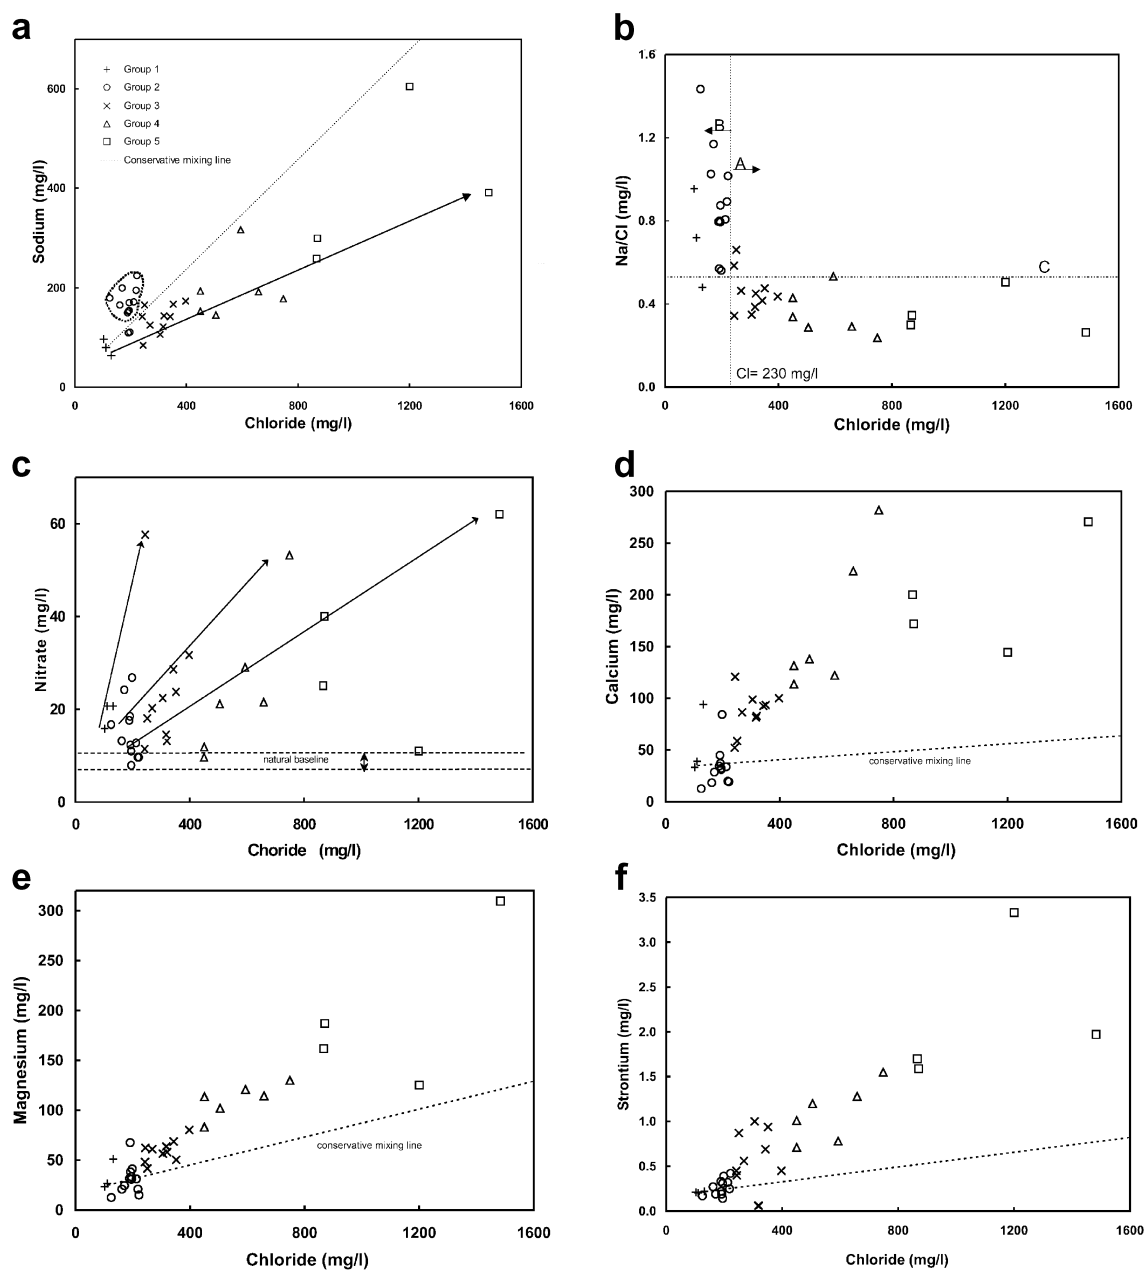 a
Sodium (mg/l)
600
400
200
0
Group 1
Group 2
Group 3
Group 4
Group 5
Conservative mixing line
0 400 800 1200 1600
Chloride (mg/l)
b
Na/Cl (mg/l)
1.6
1.2
0.8
0.4
0.0
B
A
C
Cl= 230 mg/l
0 400 800 1200 1600
Chloride (mg/l)
c
Nitrate (mg/l)
60
40
20
0
natural baseline
0 400 800 1200 1600
Choride (mg/l)
d
Calcium (mg/l)
300
250
200
150
100
50
0
conservative mixing line
0 400 800 1200 1600
Chloride (mg/l)
e
Magnesium (mg/l)
300
250
200
150
100
50
0
conservative mixing line
0 400 800 1200 1600
Chloride (mg/l)
f
Strontium (mg/l)
3.5
3.0
2.5
2.0
1.5
1.0
0.5
0.0
0 400 800 1200 1600
Chloride (mg/l)